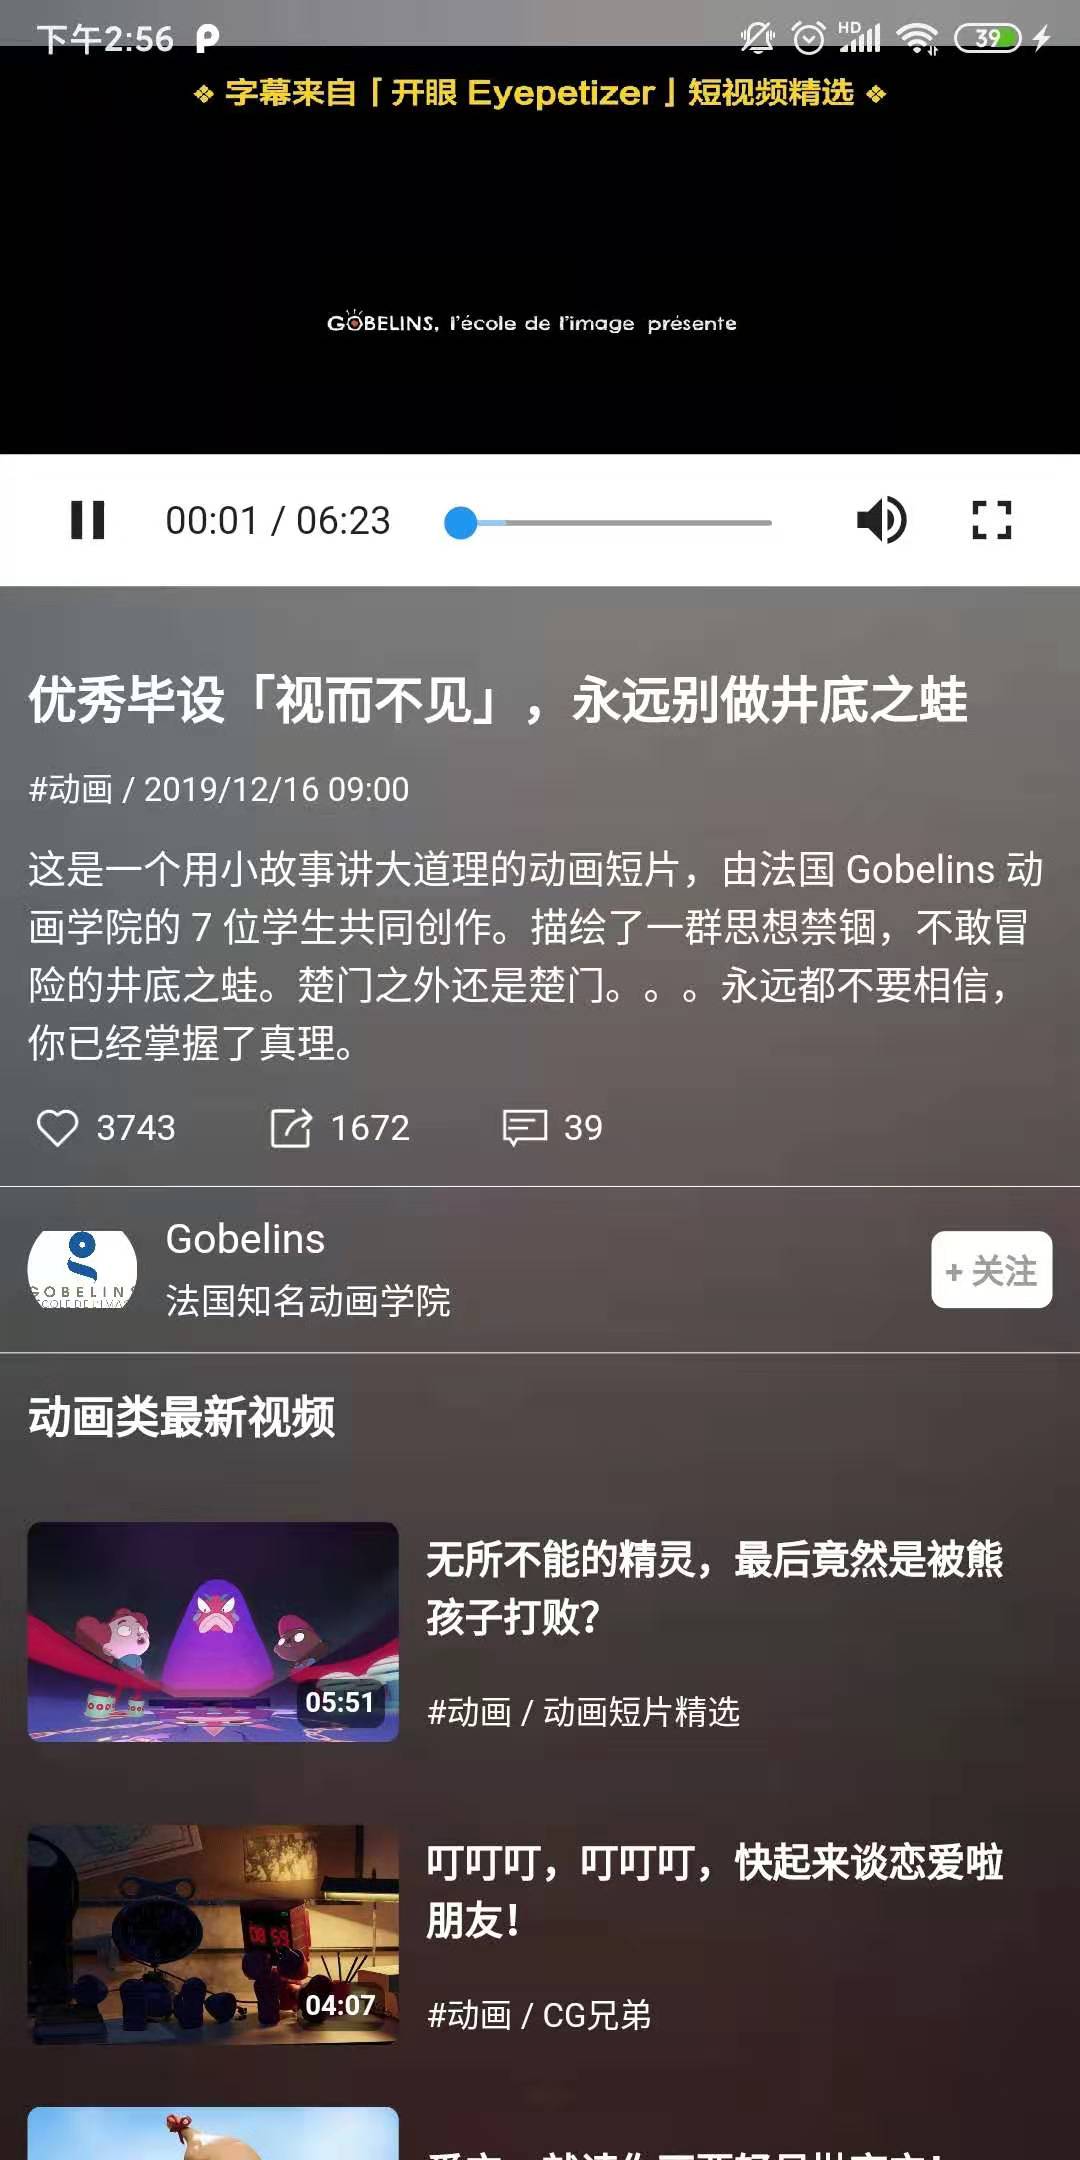 下午2:56
HD
39
❖ 字幕来自「 开眼 Eyepetizer 」短视频精选 ❖
GOBELINS, l'école de l'image présente
00:01 / 06:23
优秀毕设「视而不见」，永远别做井底之蛙
#动画 / 2019/12/16 09:00
这是一个用小故事讲大道理的动画短片，由法国 Gobelins 动
画学院的 7 位学生共同创作。描绘了一群思想禁锢，不敢冒
险的井底之蛙。楚门之外还是楚门。。。永远都不要相信，
你已经掌握了真理。
3743
1672
39
GOBELINS
Gobelins
法国知名动画学院
+ 关注
动画类最新视频
05:51
无所不能的精灵，最后竟然是被熊
孩子打败？
#动画 / 动画短片精选
08 59
04:07
叮叮叮，叮叮叮，快起来谈恋爱啦
朋友！
#动画 / CG兄弟